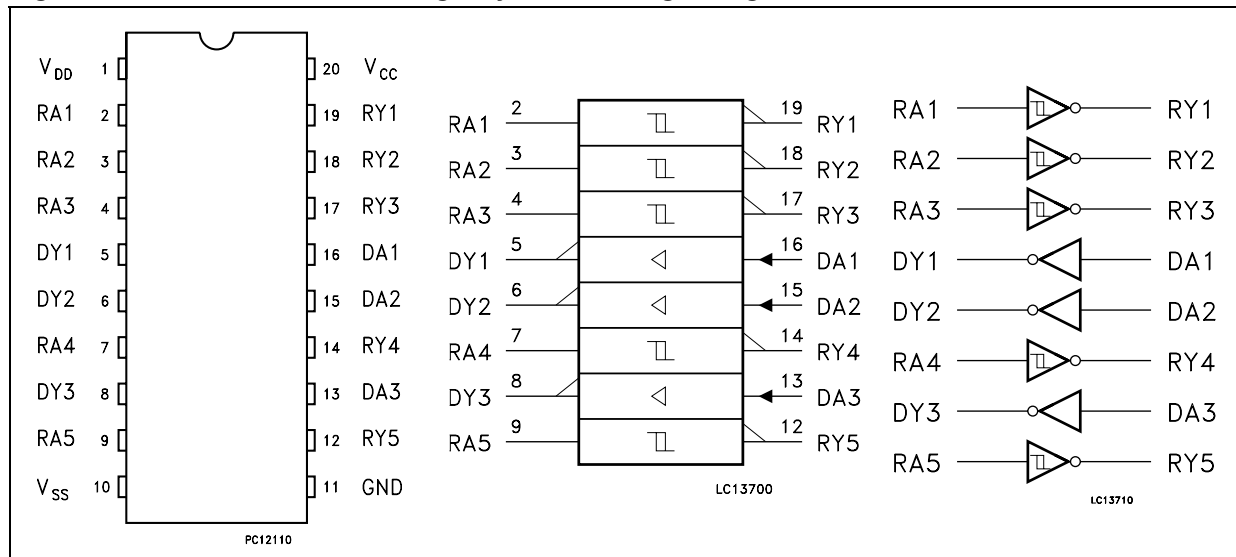 V_DD 1 20 V_CC
RA1 2 19 RY1
RA2 3 18 RY2
RA3 4 17 RY3
DY1 5 16 DA1
DY2 6 15 DA2
RA4 7 14 RY4
DY3 8 13 DA3
RA5 9 12 RY5
V_SS 10 11 GND
PC12110
RA1 2 19 RY1
RA2 3 18 RY2
RA3 4 17 RY3
DY1 5 16 DA1
DY2 6 15 DA2
RA4 7 14 RY4
DY3 8 13 DA3
RA5 9 12 RY5
LC13700
RA1 RY1
RA2 RY2
RA3 RY3
DY1 DA1
DY2 DA2
RA4 RY4
DY3 DA3
RA5 RY5
LC13710